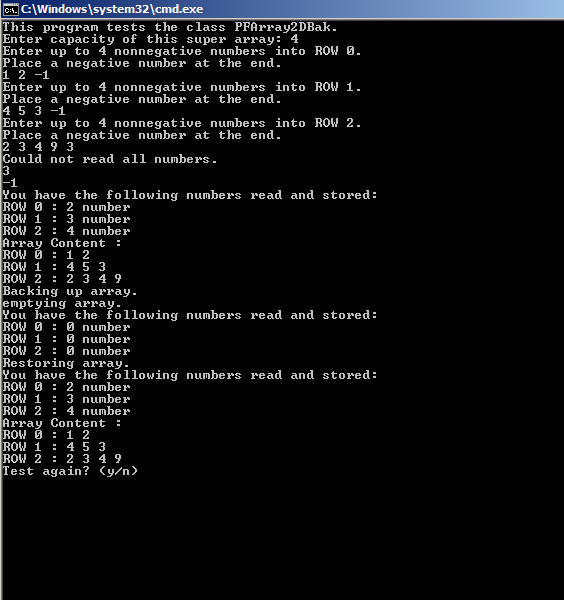 C:\Windows\system32\cmd.exe
This program tests the class PFArray2DBak.
Enter capacity of this super array: 4
Enter up to 4 nonnegative numbers into ROW 0.
Place a negative number at the end.
1 2 -1
Enter up to 4 nonnegative numbers into ROW 1.
Place a negative number at the end.
4 5 3 -1
Enter up to 4 nonnegative numbers into ROW 2.
Place a negative number at the end.
2 3 4 9 3
Could not read all numbers.
3
-1
You have the following numbers read and stored:
ROW 0 : 2 number
ROW 1 : 3 number
ROW 2 : 4 number
Array Content :
ROW 0 : 1 2
ROW 1 : 4 5 3
ROW 2 : 2 3 4 9
Backing up array.
emptying array.
You have the following numbers read and stored:
ROW 0 : 0 number
ROW 1 : 0 number
ROW 2 : 0 number
Restoring array.
You have the following numbers read and stored:
ROW 0 : 2 number
ROW 1 : 3 number
ROW 2 : 4 number
Array Content :
ROW 0 : 1 2
ROW 1 : 4 5 3
ROW 2 : 2 3 4 9
Test again? (y/n)